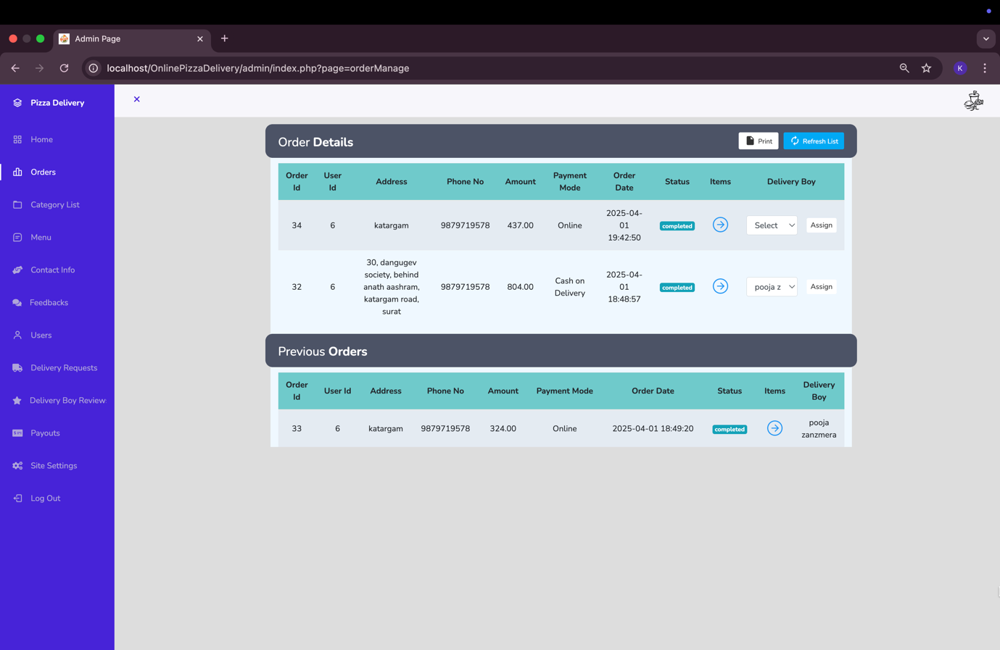 Admin Page
localhost/OnlinePizzaDelivery/admin/index.php?page=orderManage
K
Pizza Delivery
Home
Orders
Category List
Menu
Contact Info
Feedbacks
Users
Delivery Requests
Delivery Boy Review
Payouts
Site Settings
Log Out
Order Details
Print
Refresh List
Order Id User Id Address Phone No Amount Payment Mode Order Date Status Items Delivery Boy
34 6 katargam 9879719578 437.00 Online 2025-04-01 19:42:50 completed Select Assign
32 6 30, dangugev society, behind anath aashram, katargam road, surat 9879719578 804.00 Cash on Delivery 2025-04-01 18:48:57 completed pooja z Assign
Previous Orders
Order Id User Id Address Phone No Amount Payment Mode Order Date Status Items Delivery Boy
33 6 katargam 9879719578 324.00 Online 2025-04-01 18:49:20 completed pooja zanzmera